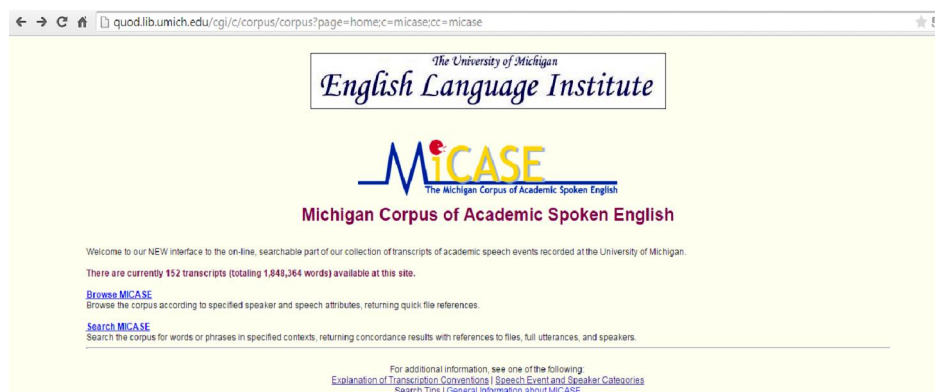 quod.lib.umich.edu/cgi/c/corpus/corpus?page=home;c=micase;cc=micase
The University of Michigan
English Language Institute
MiCASE
The Michigan Corpus of Academic Spoken English
Michigan Corpus of Academic Spoken English
Welcome to our NEW interface to the on-line, searchable part of our collection of transcripts of academic speech events recorded at the University of Michigan.
There are currently 152 transcripts (totaling 1,848,364 words) available at this site.
Browse MICASE
Browse the corpus according to specified speaker and speech attributes, returning quick file references.
Search MICASE
Search the corpus for words or phrases in specified contexts, returning concordance results with references to files, full utterances, and speakers.
For additional information, see one of the following:
Explanation of Transcription Conventions | Speech Event and Speaker Categories
Search Tips | General Information about MICASE